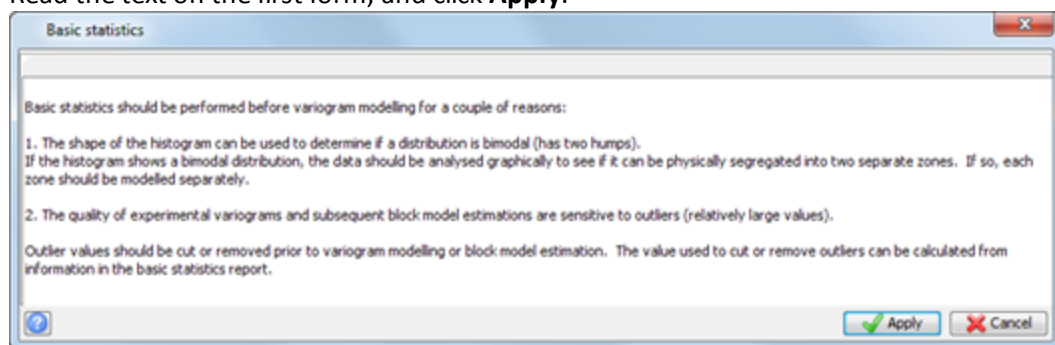 Read the text on the first form, and click Apply.
Basic statistics
Basic statistics should be performed before variogram modelling for a couple of reasons:
1. The shape of the histogram can be used to determine if a distribution is bimodal (has two humps).
If the histogram shows a bimodal distribution, the data should be analysed graphically to see if it can be physically segregated into two separate zones.  If so, each
zone should be modelled separately.
2. The quality of experimental variograms and subsequent block model estimations are sensitive to outliers (relatively large values).
Outlier values should be cut or removed prior to variogram modelling or block model estimation.  The value used to cut or remove outliers can be calculated from
information in the basic statistics report.
Apply Cancel